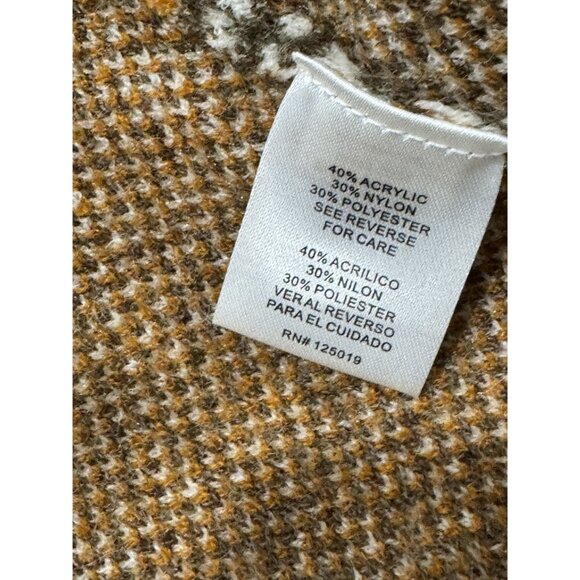 40% ACRYLIC
30% NYLON
30% POLYESTER
SEE REVERSE
FOR CARE
40% ACRILICO
30% NILON
30% POLIESTER
VER AL REVERSO
PARA EL CUIDADO
RN# 125019